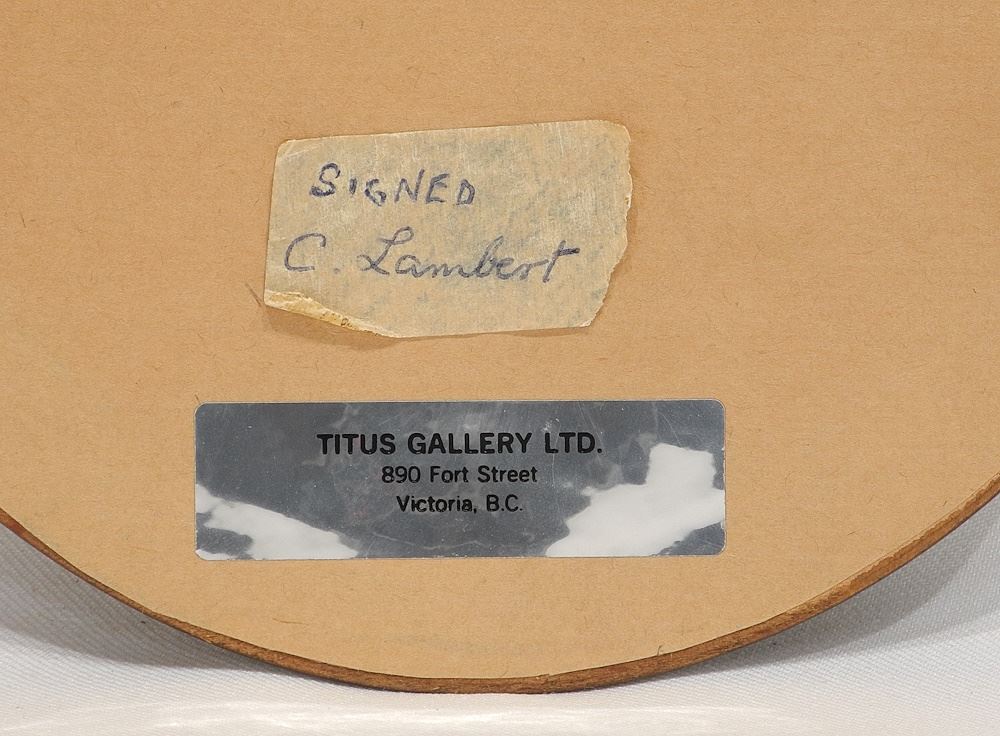 SIGNED
C. Lambert
TITUS GALLERY LTD.
890 Fort Street
Victoria, B.C.